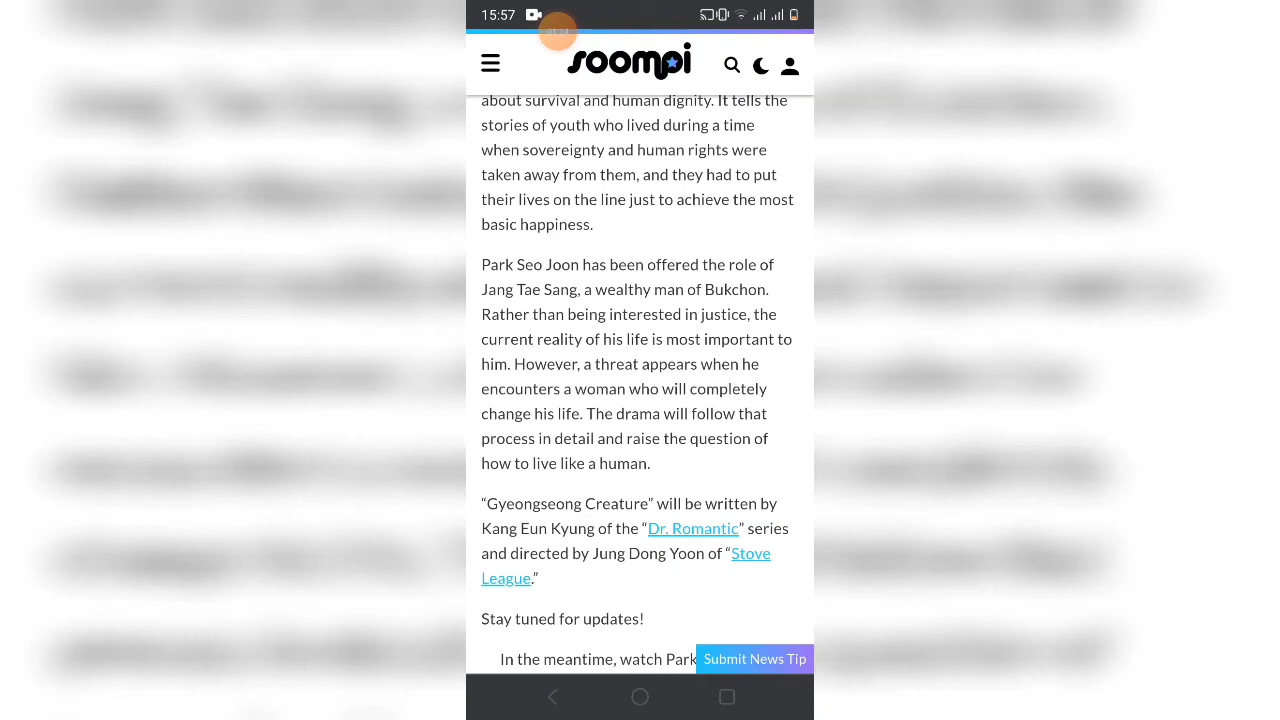 15:57
01:14
soompi
about survival and human dignity. It tells the
stories of youth who lived during a time
when sovereignty and human rights were
taken away from them, and they had to put
their lives on the line just to achieve the most
basic happiness.
Park Seo Joon has been offered the role of
Jang Tae Sang, a wealthy man of Bukchon.
Rather than being interested in justice, the
current reality of his life is most important to
him. However, a threat appears when he
encounters a woman who will completely
change his life. The drama will follow that
process in detail and raise the question of
how to live like a human.
“Gyeongseong Creature” will be written by
Kang Eun Kyung of the “Dr. Romantic” series
and directed by Jung Dong Yoon of “Stove
League.”
Stay tuned for updates!
In the meantime, watch Park
Submit News Tip